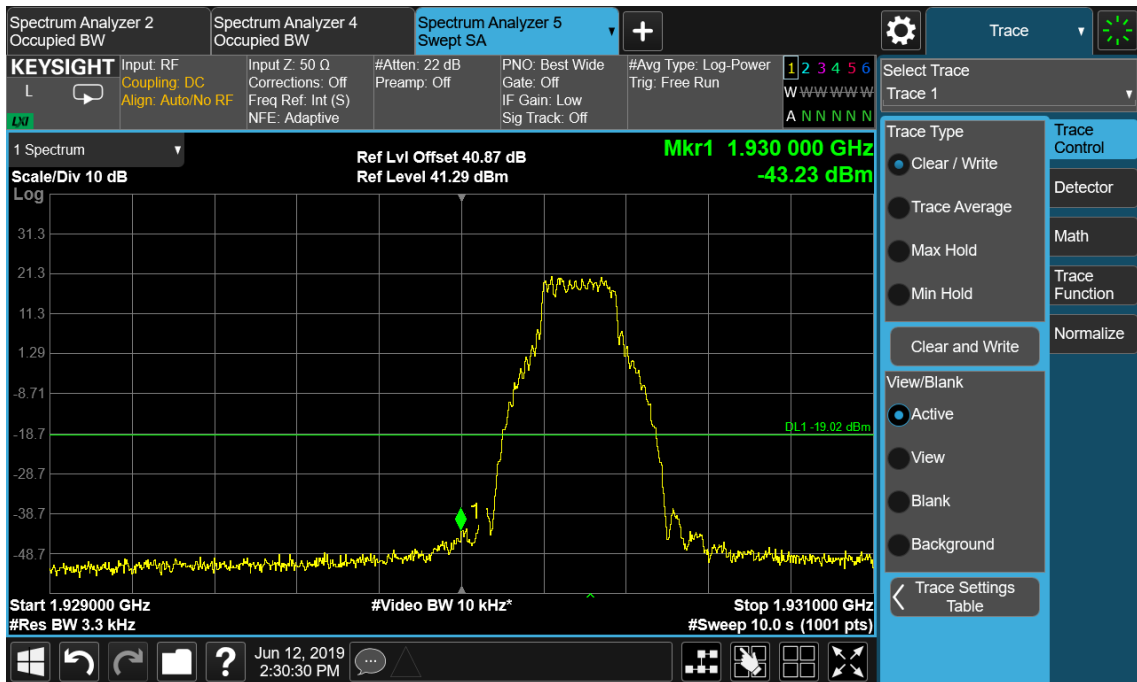 Spectrum Analyzer 2
Occupied BW
Spectrum Analyzer 4
Occupied BW
Spectrum Analyzer 5
Swept SA
Trace
KEYSIGHT
L
LXI
Input: RF
Coupling: DC
Align: Auto/No RF
Input Z: 50 Ω
Corrections: Off
Freq Ref: Int (S)
NFE: Adaptive
#Atten: 22 dB
Preamp: Off
PNO: Best Wide
Gate: Off
IF Gain: Low
Sig Track: Off
#Avg Type: Log-Power
Trig: Free Run
1 2 3 4 5 6
W W W W W W
A N N N N N
Select Trace
Trace 1
1 Spectrum
Scale/Div 10 dB
Log
Ref Lvl Offset 40.87 dB
Ref Level 41.29 dBm
Mkr1 1.930 000 GHz
-43.23 dBm
31.3
21.3
11.3
1.29
-8.71
-18.7
-28.7
-38.7
-48.7
DL1 -19.02 dBm
1
Start 1.929000 GHz
#Res BW 3.3 kHz
#Video BW 10 kHz*
Stop 1.931000 GHz
#Sweep 10.0 s (1001 pts)
Trace Type
Clear / Write
Trace Average
Max Hold
Min Hold
Clear and Write
View/Blank
Active
View
Blank
Background
Trace Settings
Table
Trace
Control
Detector
Math
Trace
Function
Normalize
?
Jun 12, 2019
2:30:30 PM